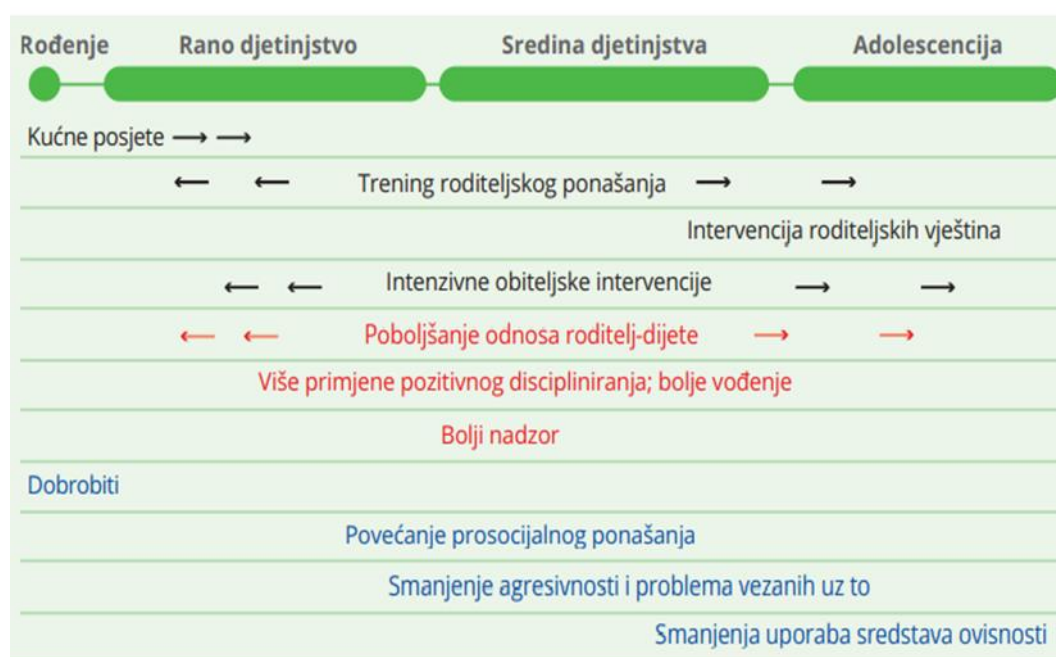 Rođenje Rano djetinjstvo Sredina djetinjstva Adolescencija
Kućne posjete → →
← ← Trening roditeljskog ponašanja → →
Intervencija roditeljskih vještina
← ← Intenzivne obiteljske intervencije → →
← ← Poboljšanje odnosa roditelj-dijete → →
Više primjene pozitivnog discipliniranja; bolje vođenje
Bolji nadzor
Dobrobiti
Povećanje prosocijalnog ponašanja
Smanjenje agresivnosti i problema vezanih uz to
Smanjenja uporaba sredstava ovisnosti